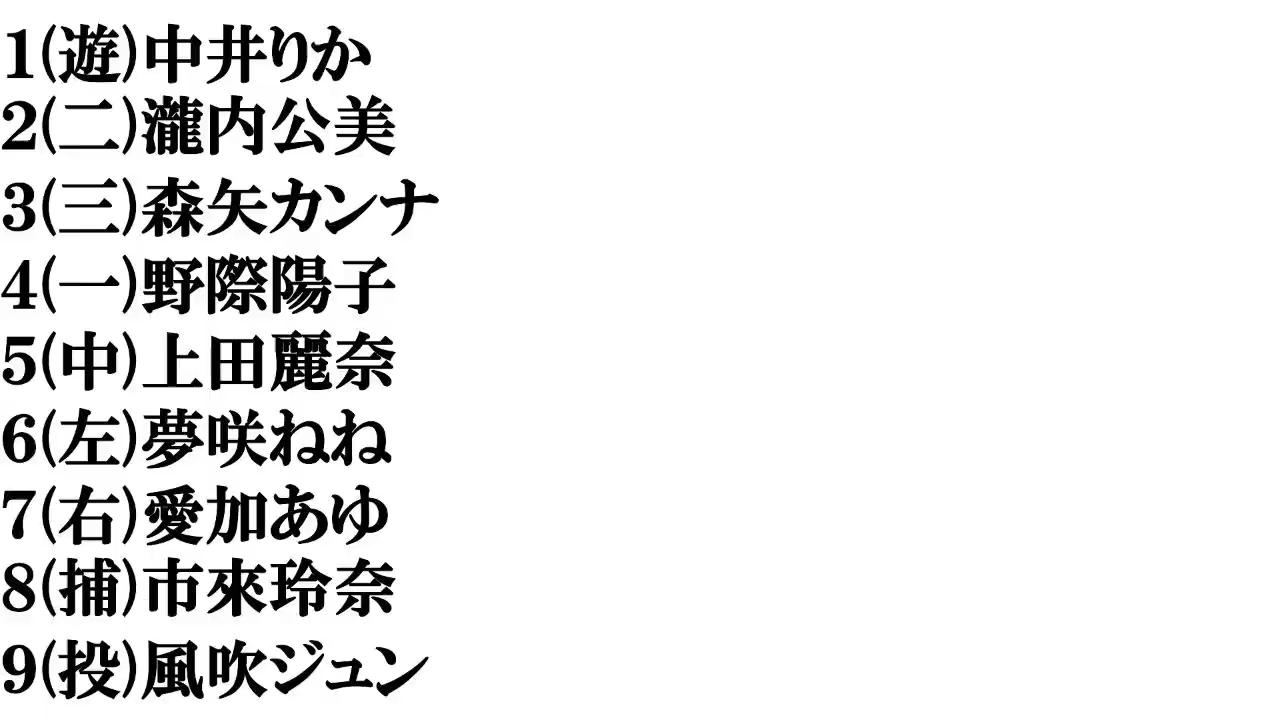 1(遊)中井りか
2(二)瀧内公美
3(三)森矢カンナ
4(一)野際陽子
5(中)上田麗奈
6(左)夢咲ねね
7(右)愛加あゆ
8(捕)市來玲奈
9(投)風吹ジュン